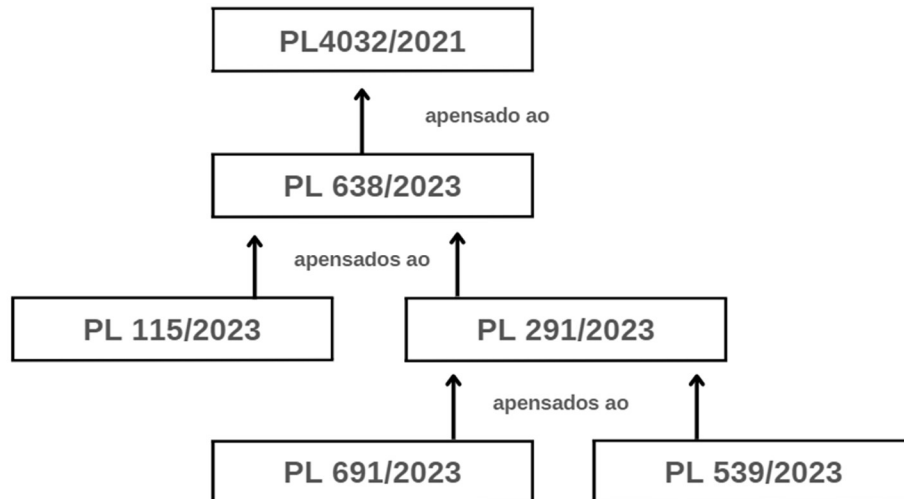 PL4032/2021
apensado ao
PL 638/2023
apensados ao
PL 115/2023
PL 291/2023
apensados ao
PL 691/2023
PL 539/2023